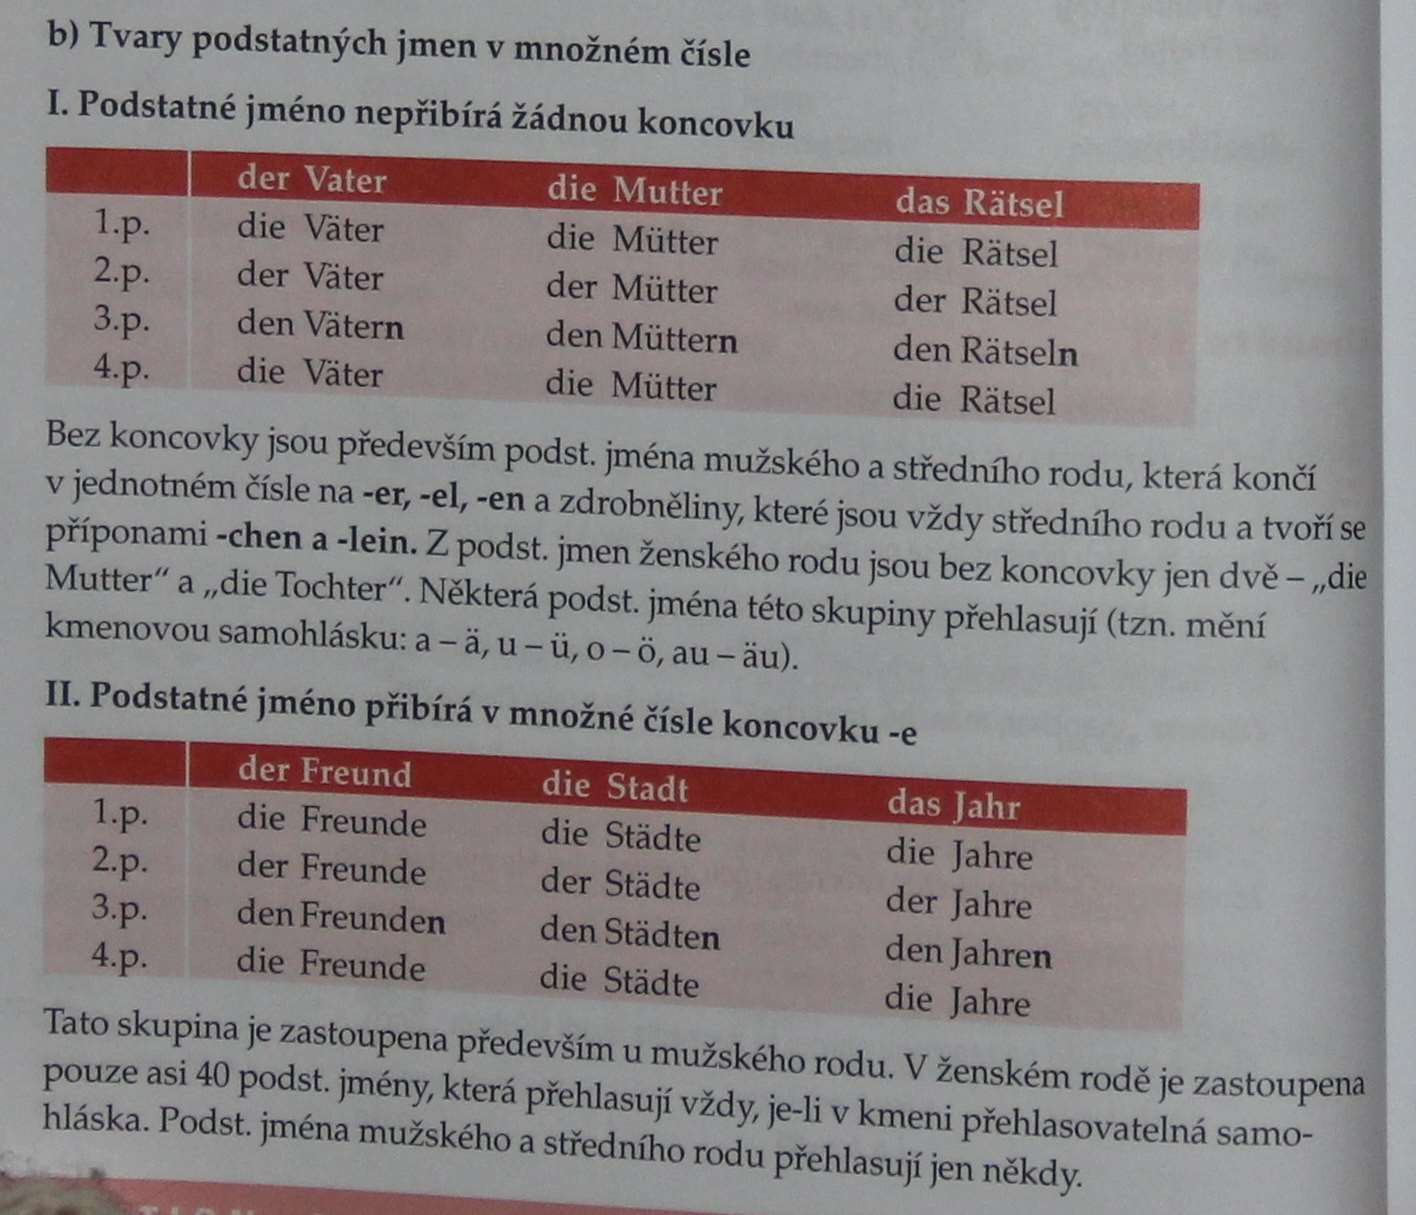 b) Tvary podstatných jmen v množném čísle
I. Podstatné jméno nepřibírá žádnou koncovku
der Vater die Mutter das Rätsel
1.p. die Väter die Mütter die Rätsel
2.p. der Väter der Mütter der Rätsel
3.p. den Vätern den Müttern den Rätseln
4.p. die Väter die Mütter die Rätsel
Bez koncovky jsou především podst. jména mužského a středního rodu, která končí
v jednotném čísle na -er, -el, -en a zdrobněliny, které jsou vždy středního rodu a tvoří se
příponami -chen a -lein. Z podst. jmen ženského rodu jsou bez koncovky jen dvě – „die
Mutter“ a „die Tochter“. Některá podst. jména této skupiny přehlasují (tzn. mění
kmenovou samohlásku: a – ä, u – ü, o – ö, au – äu).
II. Podstatné jméno přibírá v množné čísle koncovku -e
der Freund die Stadt das Jahr
1.p. die Freunde die Städte die Jahre
2.p. der Freunde der Städte der Jahre
3.p. den Freunden den Städten den Jahren
4.p. die Freunde die Städte die Jahre
Tato skupina je zastoupena především u mužského rodu. V ženském rodě je zastoupena
pouze asi 40 podst. jmény, která přehlasují vždy, je-li v kmeni přehlasovatelná samo-
hláska. Podst. jména mužského a středního rodu přehlasují jen někdy.